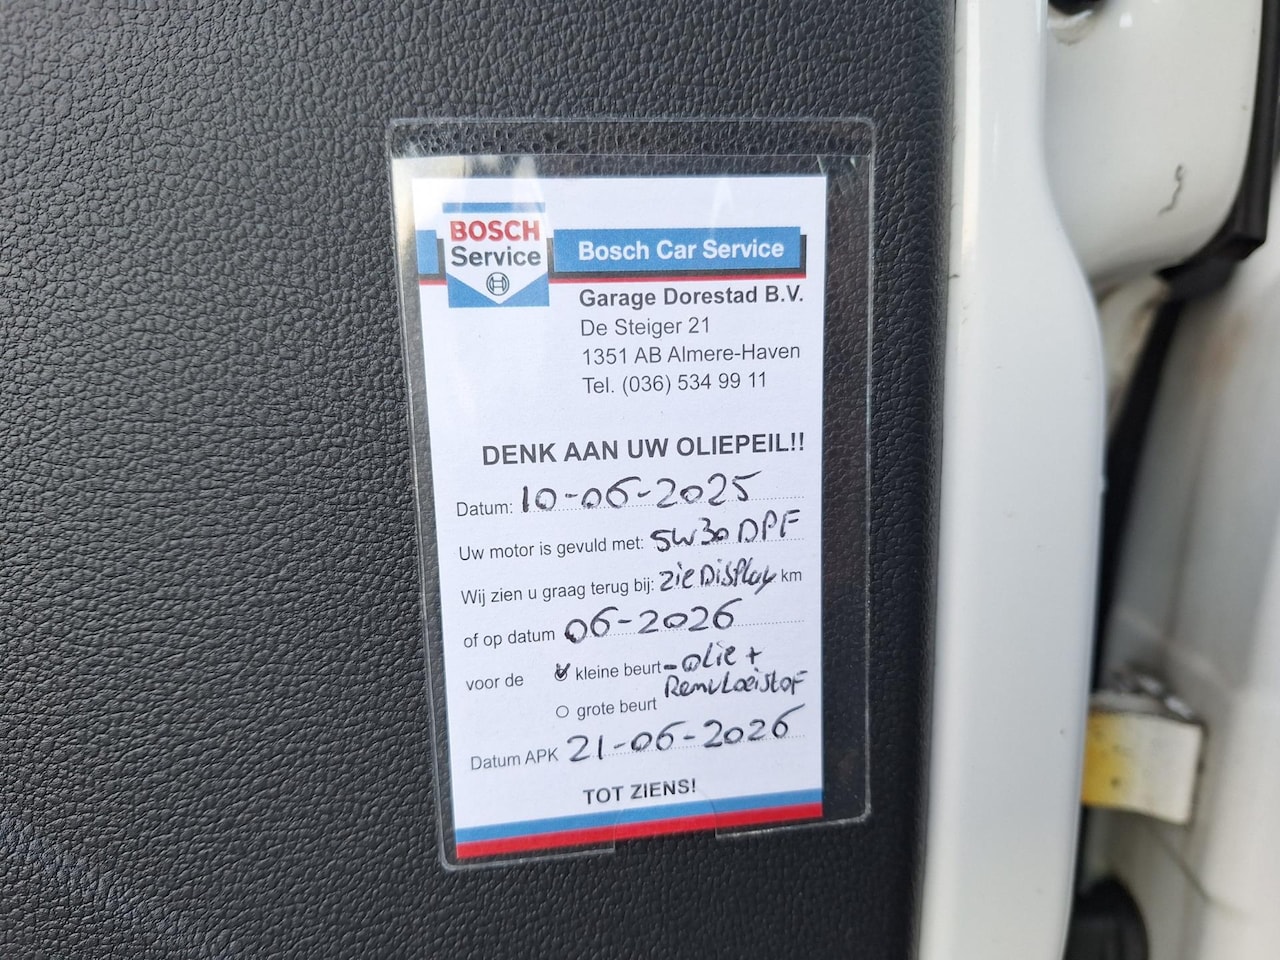 BOSCH
Service
Bosch Car Service
Garage Dorestad B.V.
De Steiger 21
1351 AB Almere-Haven
Tel. (036) 534 99 11
DENK AAN UW OLIEPEIL!!
Datum: 10-06-2025
Uw motor is gevuld met: 5W30 DPF
Wij zien u graag terug bij: zie Display km
of op datum 06-2026
voor de kleine beurt - olie +
Remvloeistof
grote beurt
Datum APK 21-06-2026
TOT ZIENS!